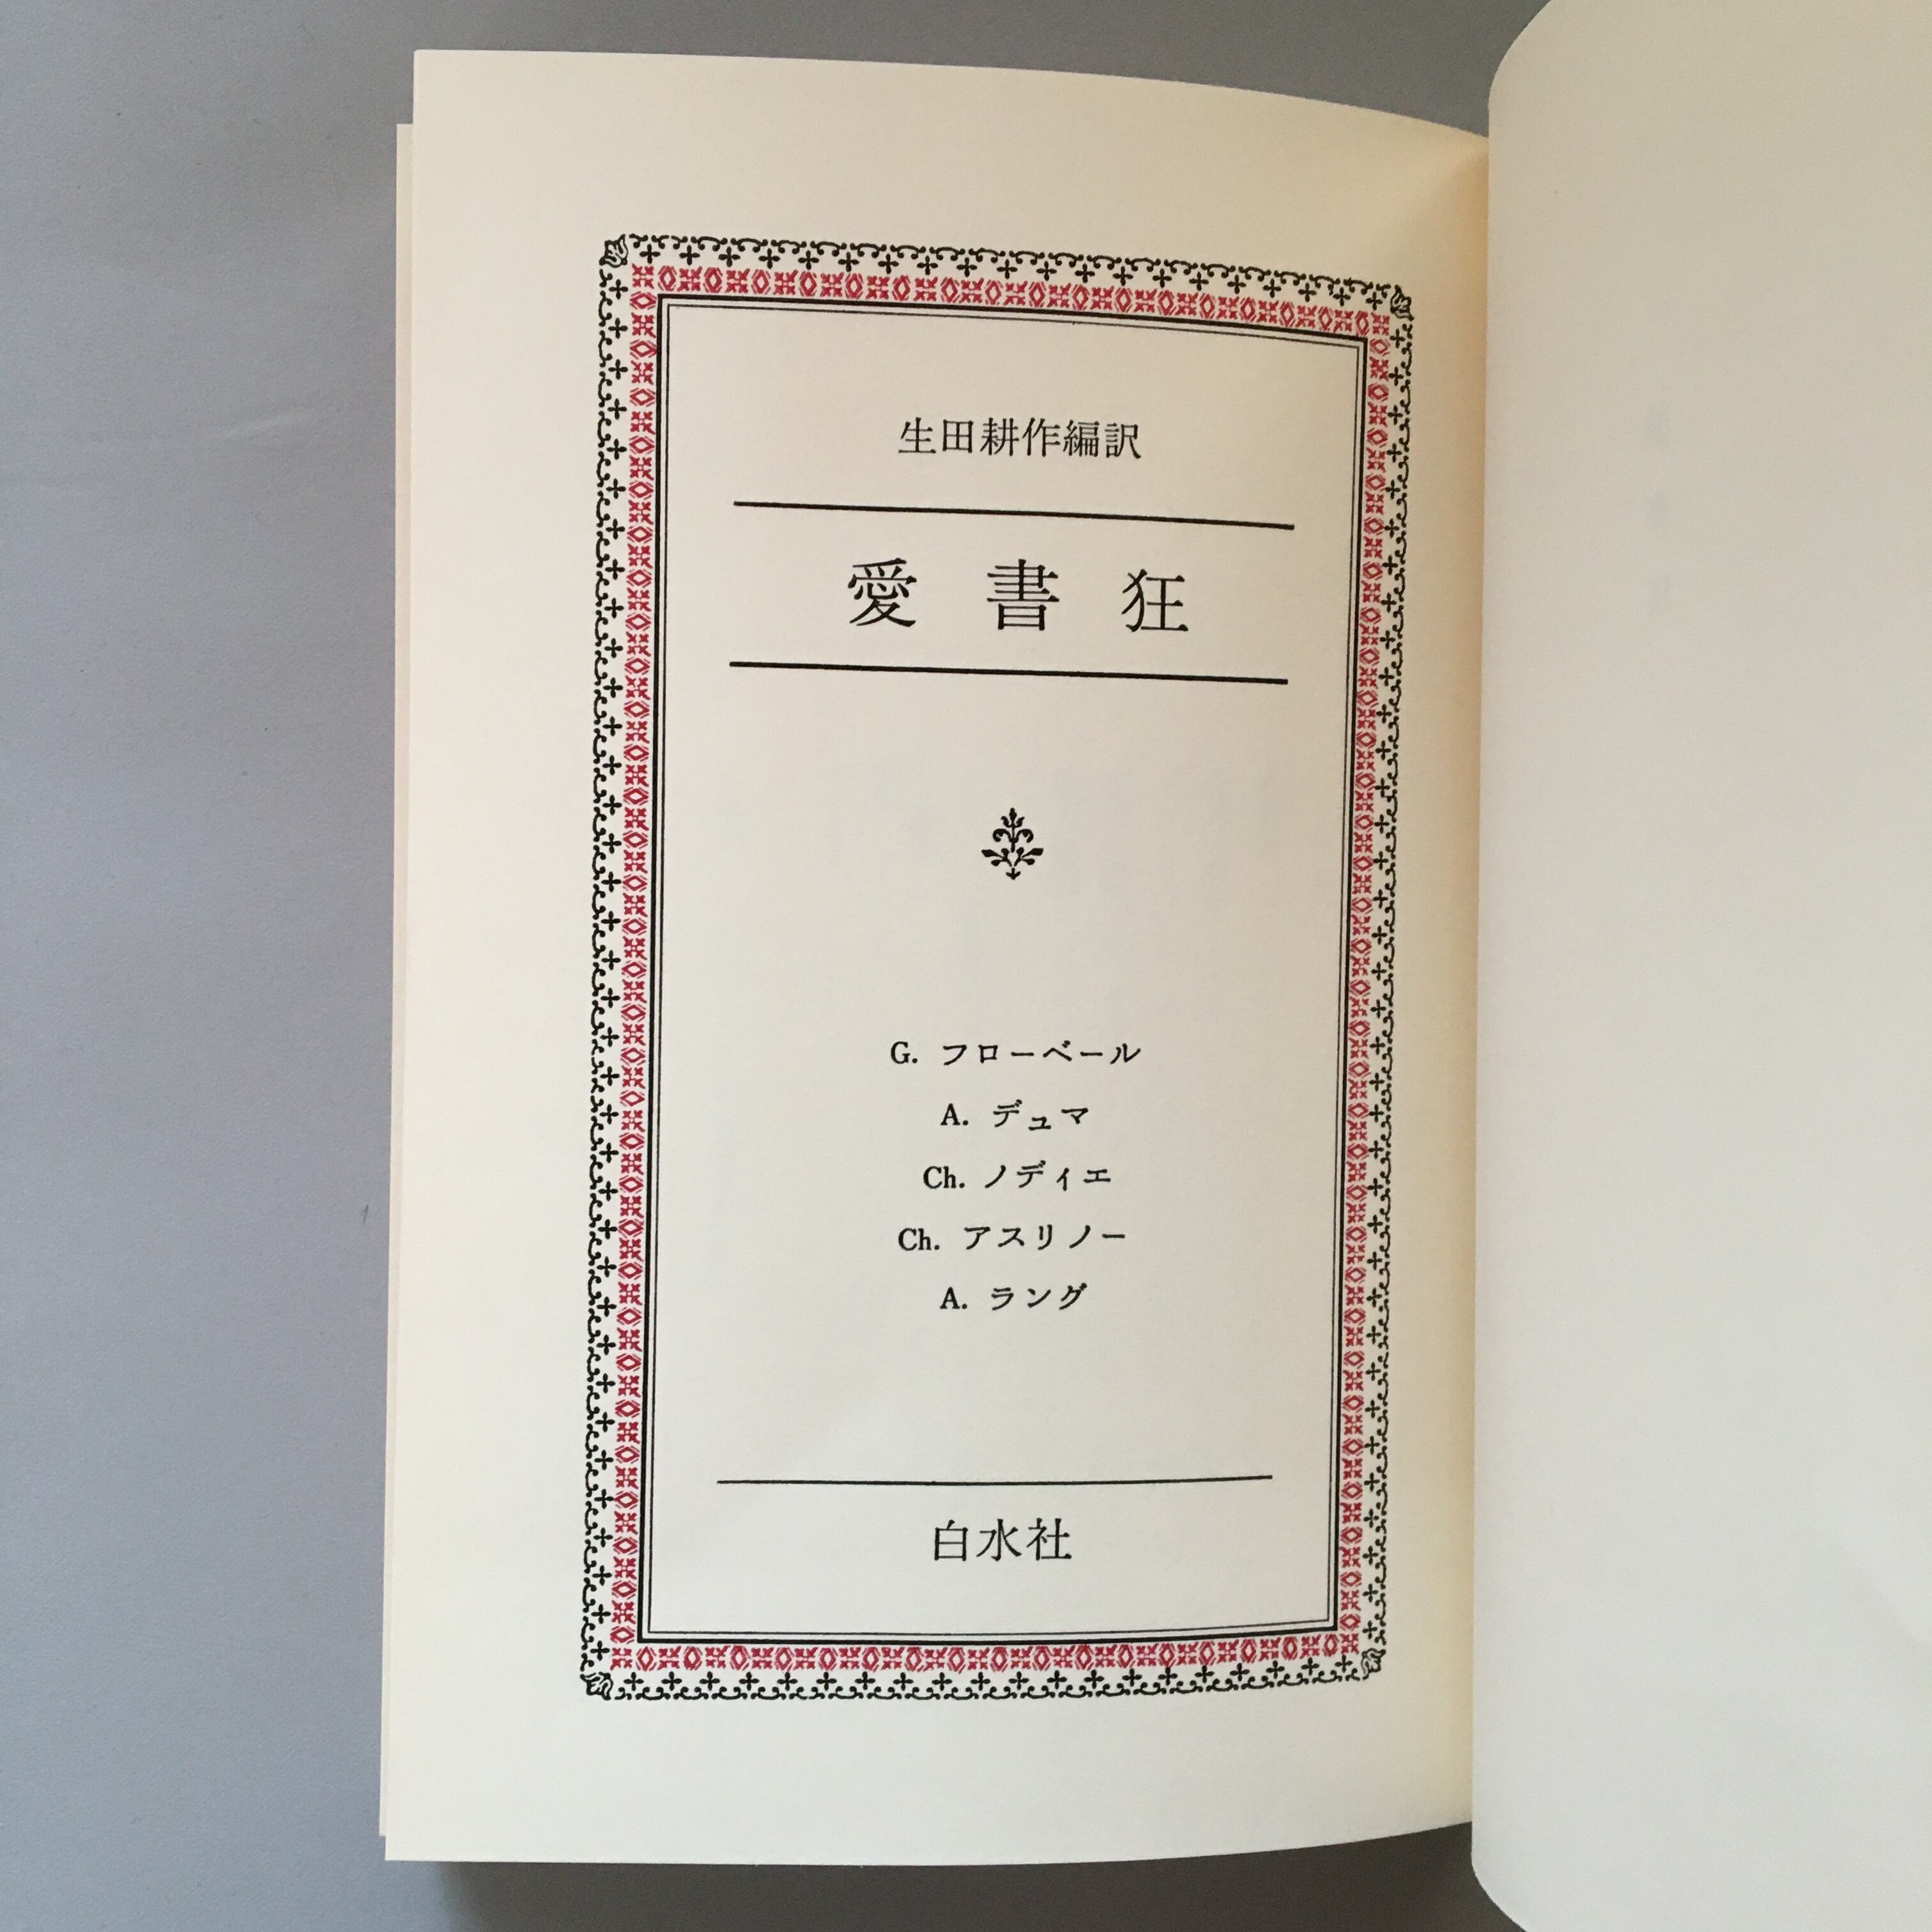 生田耕作編訳
愛書狂
G. フローベール
A. デュマ
Ch. ノディエ
Ch. アスリノー
A. ラング
白水社